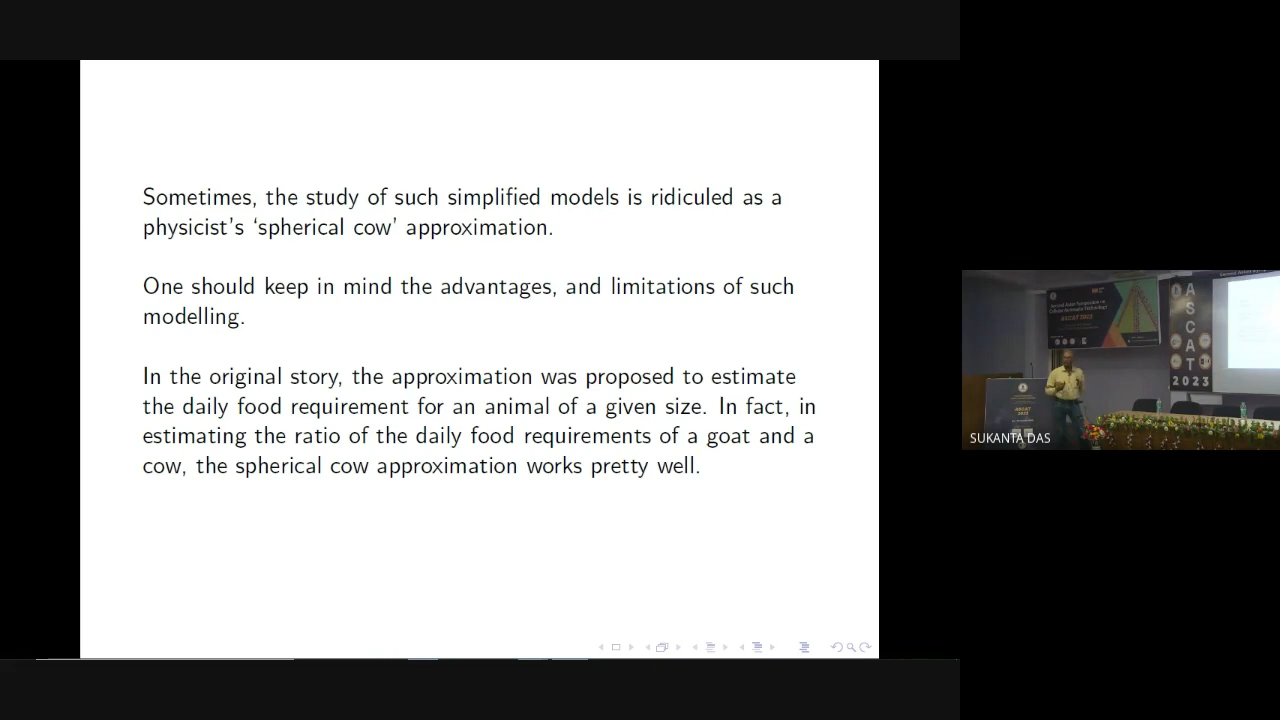 Sometimes, the study of such simplified models is ridiculed as a
physicist's ‘spherical cow’ approximation.
One should keep in mind the advantages, and limitations of such
modelling.
In the original story, the approximation was proposed to estimate
the daily food requirement for an animal of a given size. In fact, in
estimating the ratio of the daily food requirements of a goat and a
cow, the spherical cow approximation works pretty well.
ASCAT
2023
SUKANTA DAS